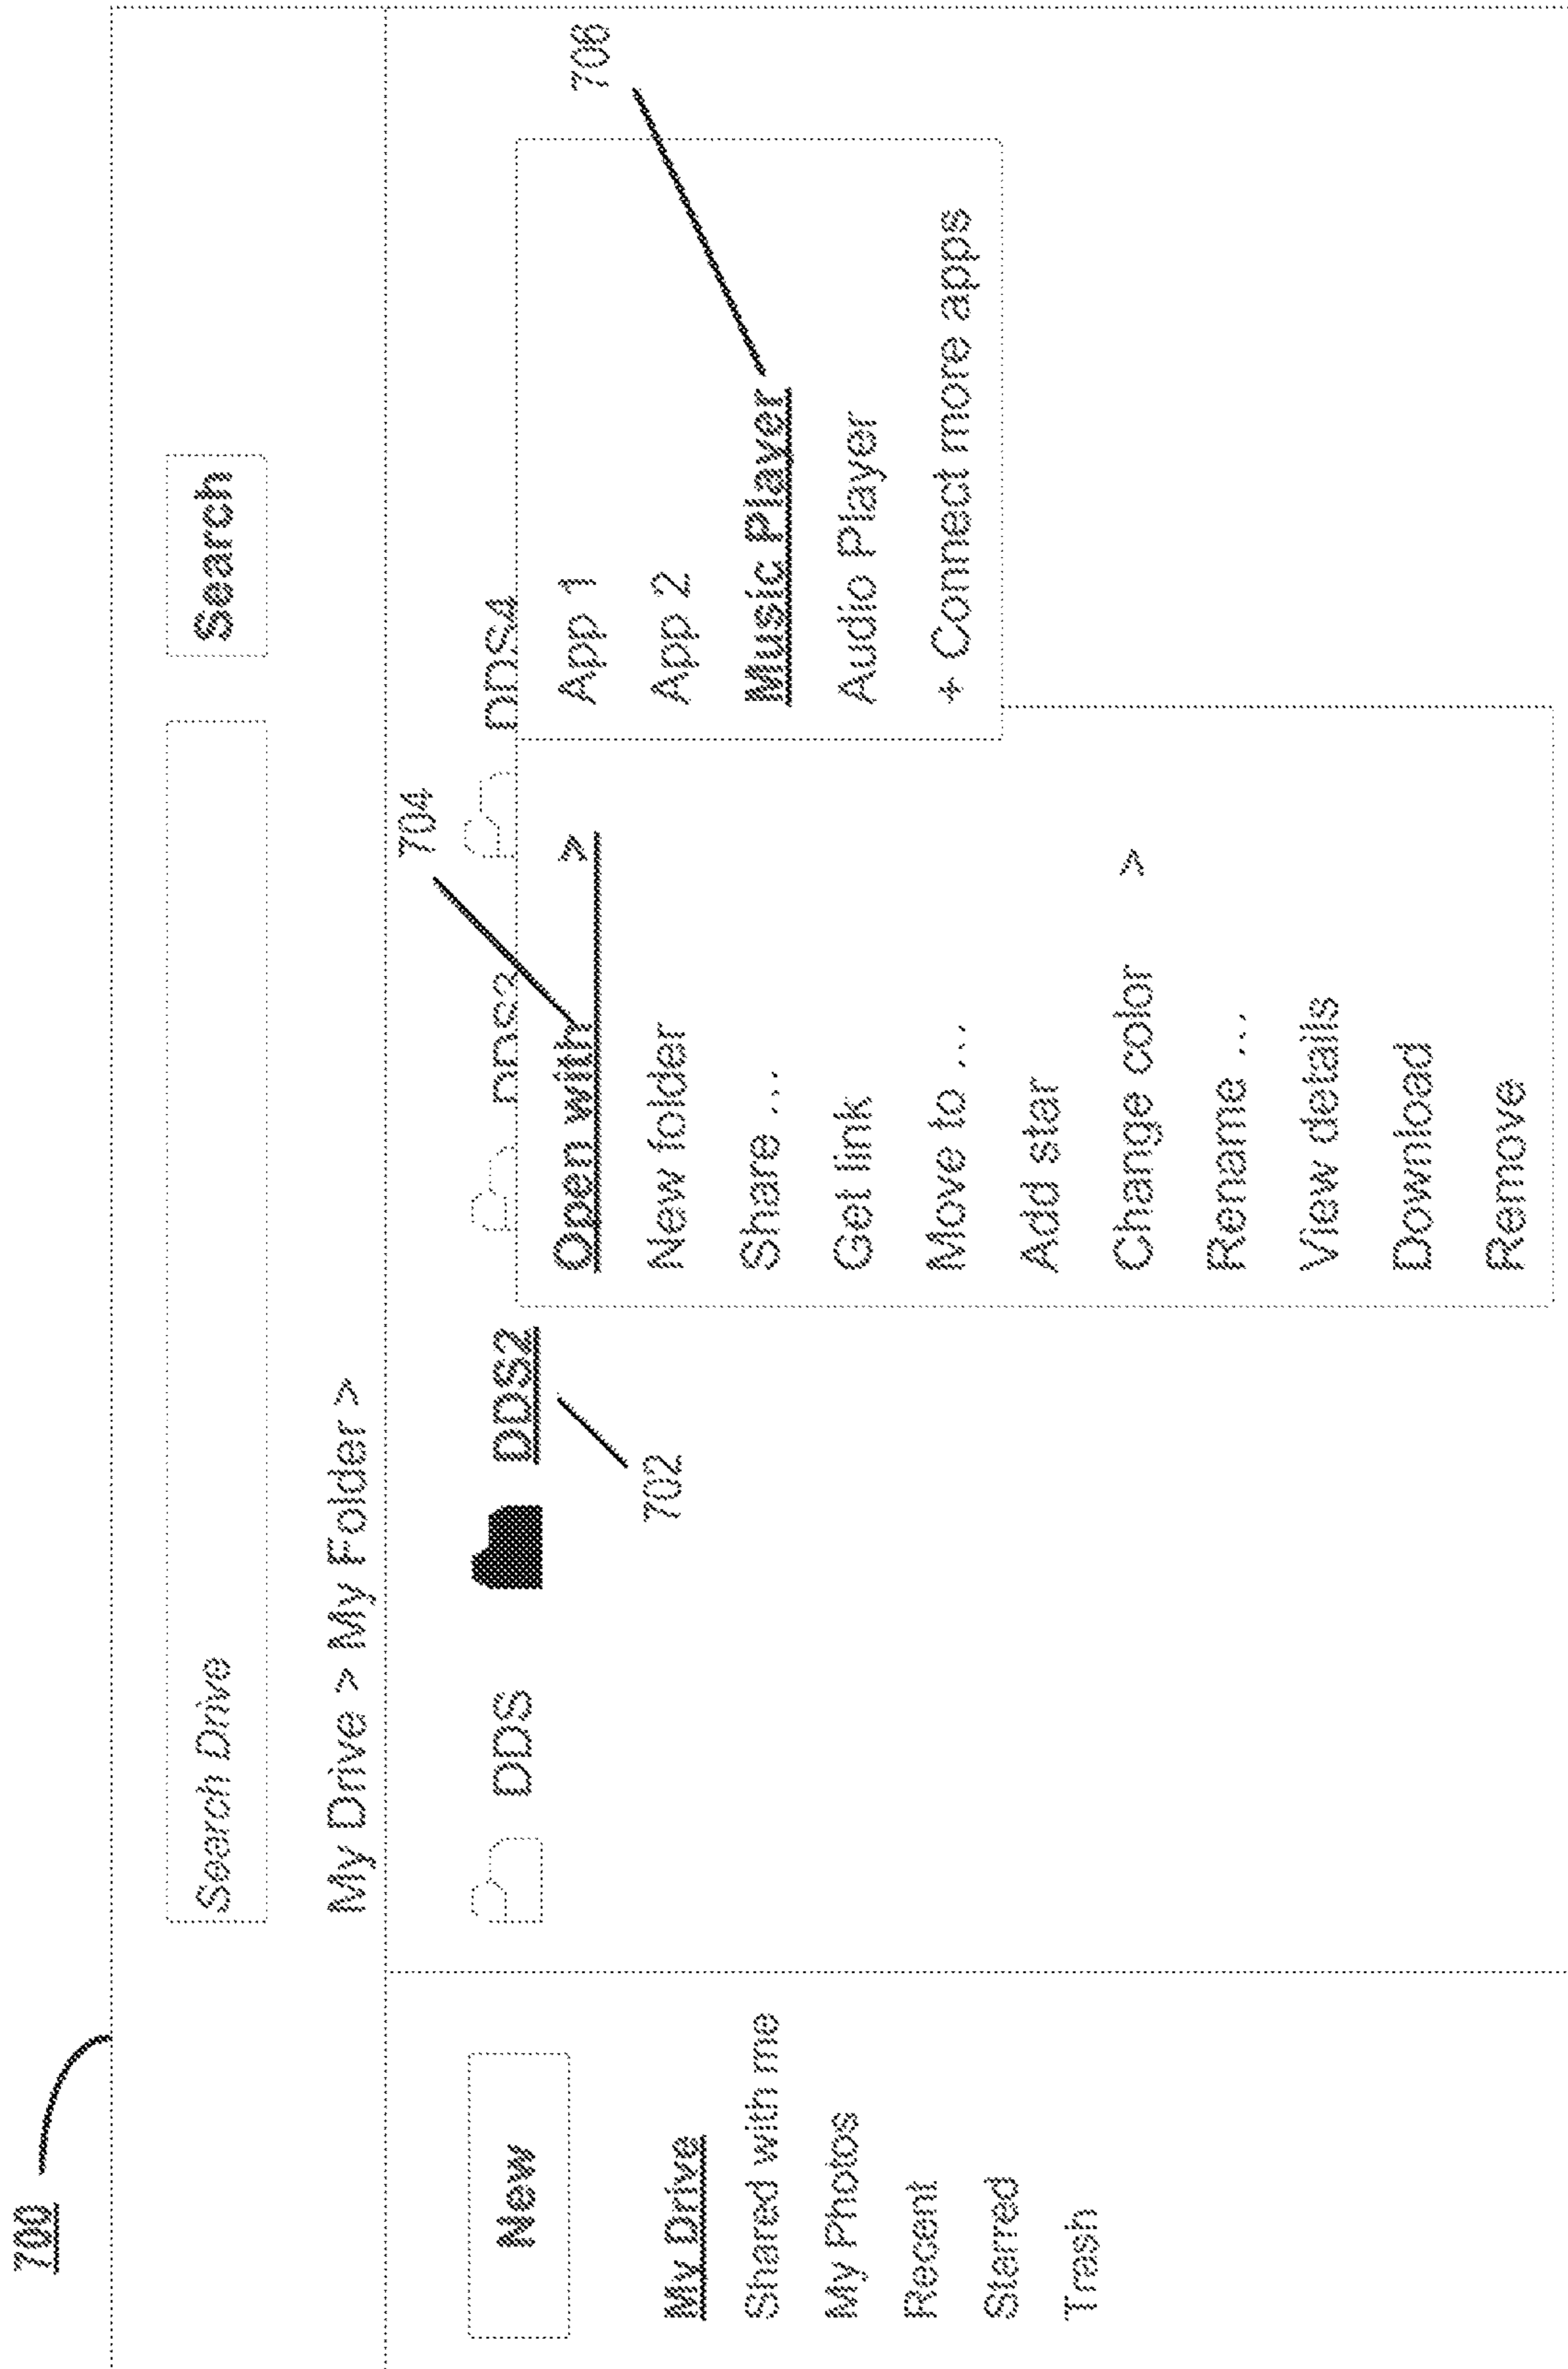 700
Search Drive
Search
My Drive > My Folder >
704
706
New
DDS
DDS2
702
My Drive
Shared with me
My Photos
Recent
Starred
Trash
Open with >
New folder
Share ...
Get link
Move to ...
Add star
Change color >
Rename ...
View details
Download
Remove
App 1
App 2
Music Player
Audio Player
+ Connect more apps